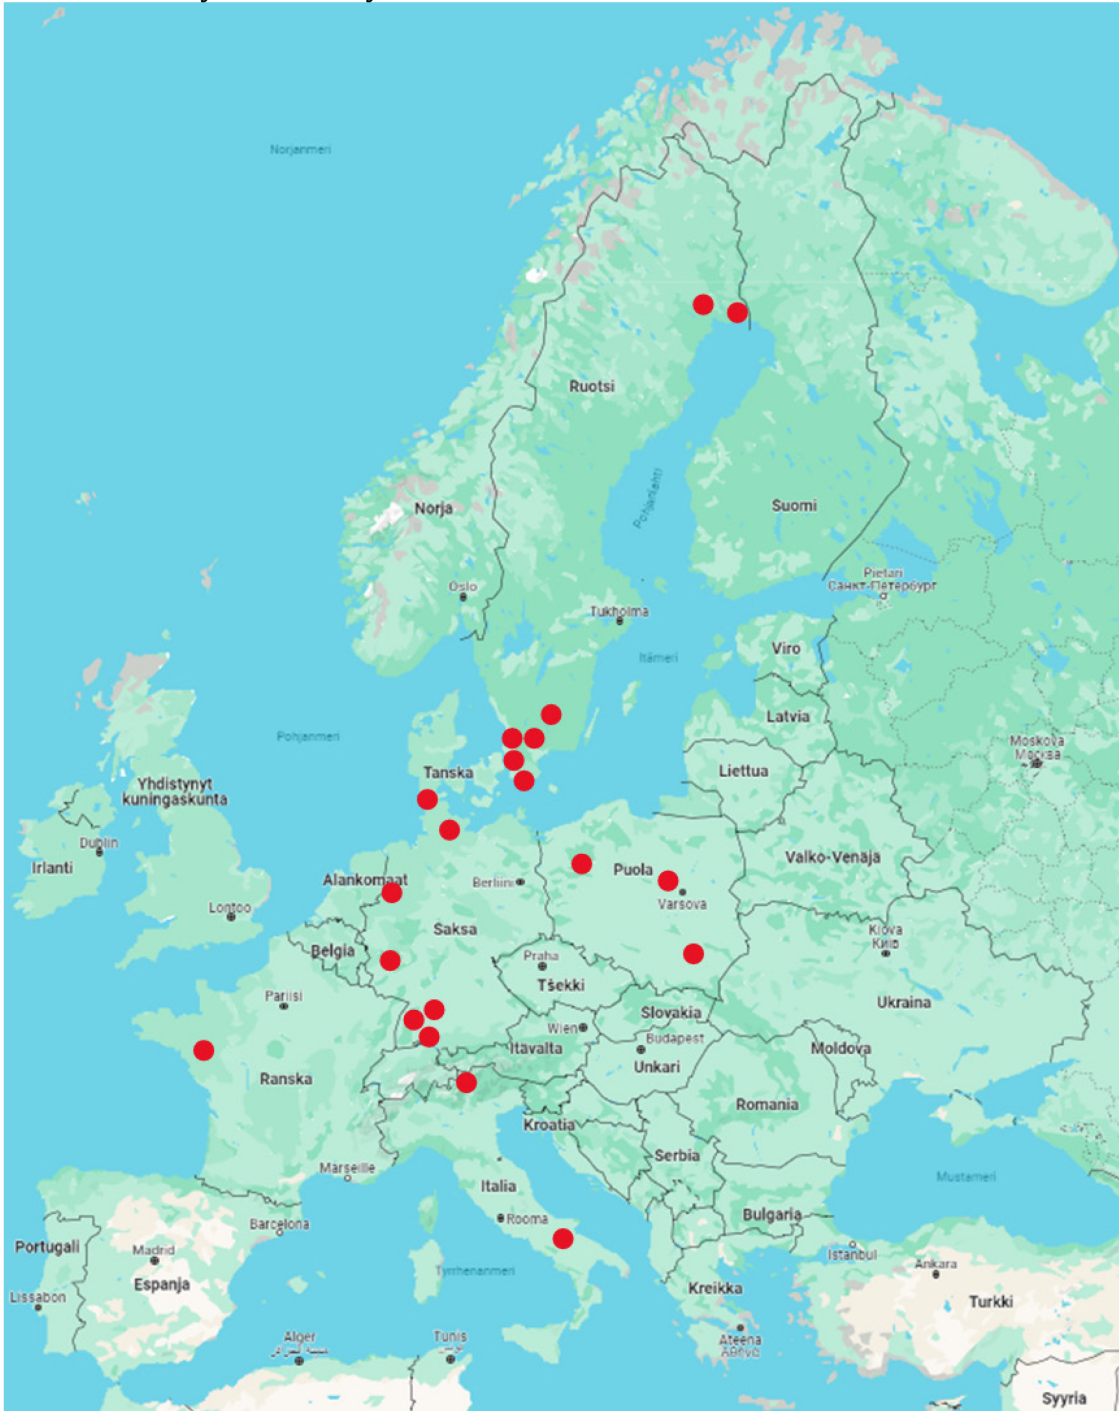 Norjanmeri
Ruotsi
Pohjanlahti
Norja
Suomi
Oslo
Pietari
Санкт-Петербург
Tukholma
Viro
Itämeri
Latvia
Pohjanmeri
Moskova
Москва
Tanska
Liettua
Yhdistynyt
kuningaskunta
Dublin
Irlanti
Valko-Venäjä
Puola
Alankomaat
Berliini
Varsova
Lontoo
Saksa
Kiova
Київ
Belgia
Praha
Tšekki
Pariisi
Ukraina
Slovakia
Wien
Budapest
Itävalta
Moldova
Unkari
Ranska
Romania
Kroatia
Serbia
Marseille
Mustameri
Italia
Barcelona
Rooma
Bulgaria
Portugali
Madrid
Istanbul
Espanja
Ankara
Tyrrhenanmeri
Kreikka
Lissabon
Turkki
Alger
Tunis
تونس
Ateena
Αθήνα
Syyria